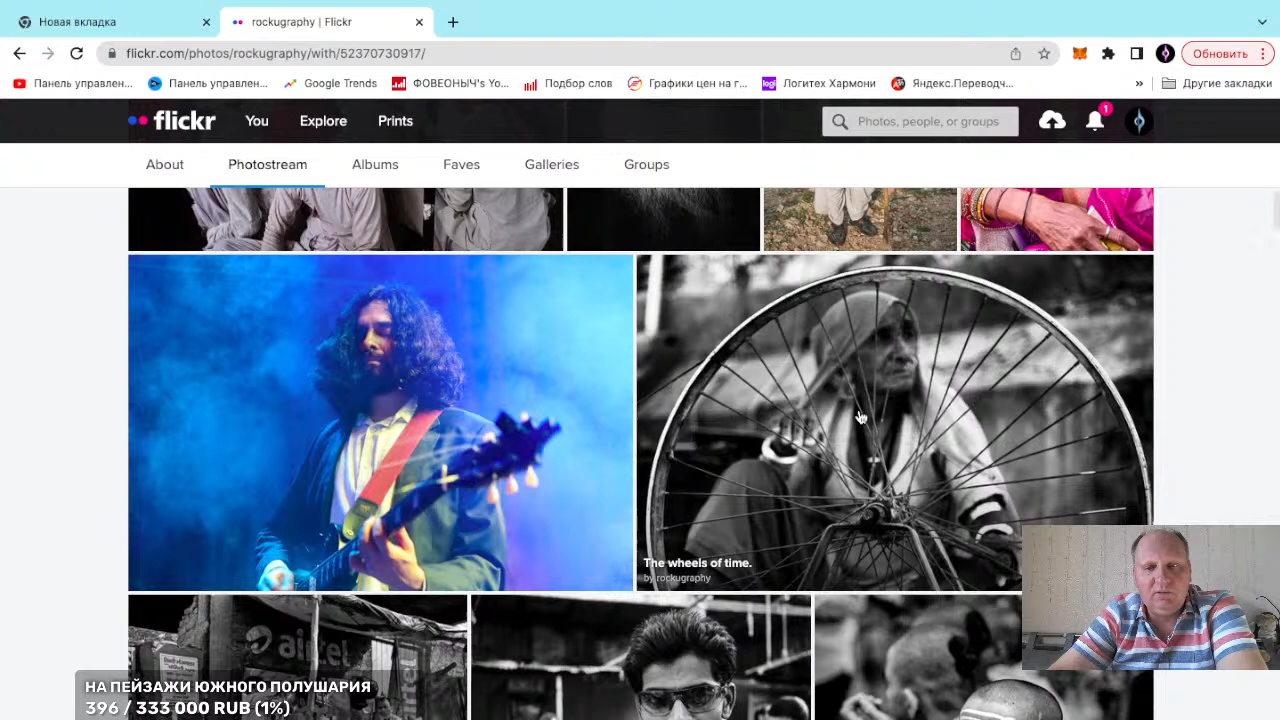 Новая вкладка
rockugraphy | Flickr
flickr.com/photos/rockugraphy/with/52370730917/
Обновить
Панель управлен...
Панель управлен...
Google Trends
ФОВЕОНЫЧ's Yo...
Подбор слов
Графики цен на г...
Логитех Хармони
Яндекс.Переводч...
»
Другие закладки
flickr
You
Explore
Prints
Photos, people, or groups
1
About
Photostream
Albums
Faves
Galleries
Groups
The wheels of time.
by rockugraphy
airtel
НА ПЕЙЗАЖИ ЮЖНОГО ПОЛУШАРИЯ
396 / 333 000 RUB (1%)